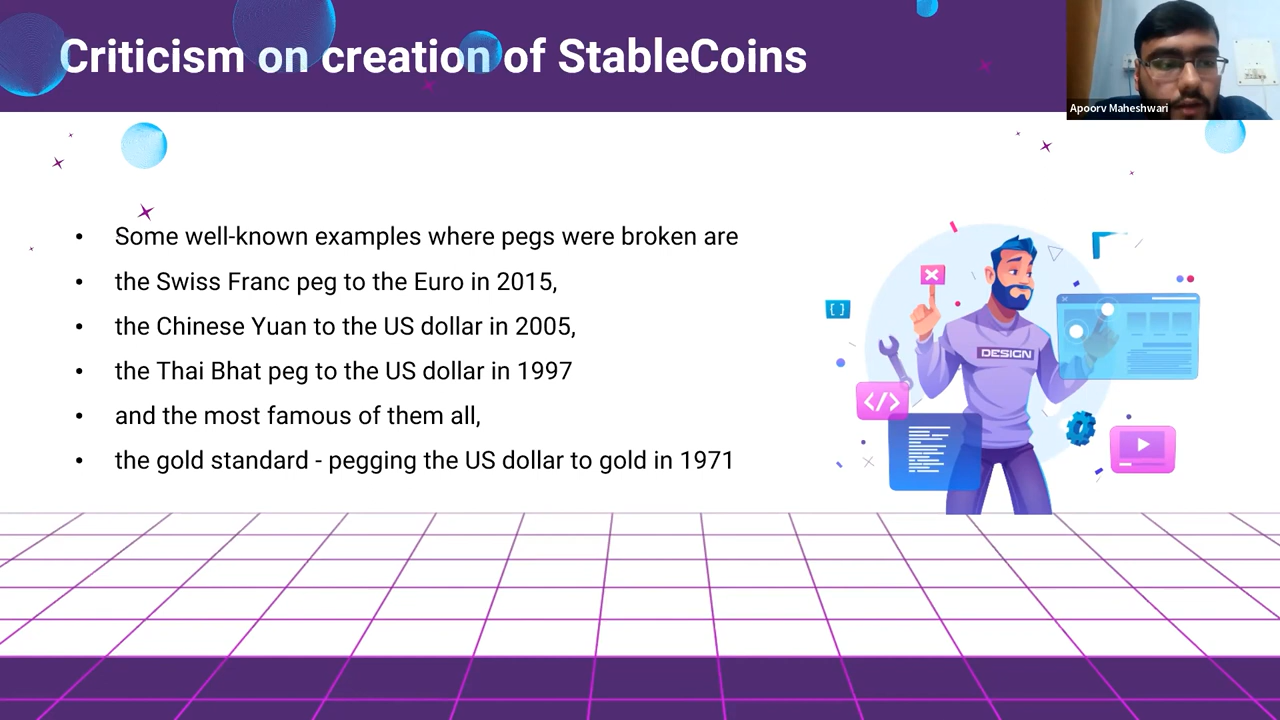 Criticism on creation of StableCoins
Apoorv Maheshwari
• Some well-known examples where pegs were broken are
• the Swiss Franc peg to the Euro in 2015,
• the Chinese Yuan to the US dollar in 2005,
• the Thai Bhat peg to the US dollar in 1997
• and the most famous of them all,
• the gold standard - pegging the US dollar to gold in 1971
[ ]
DESIGN
</>